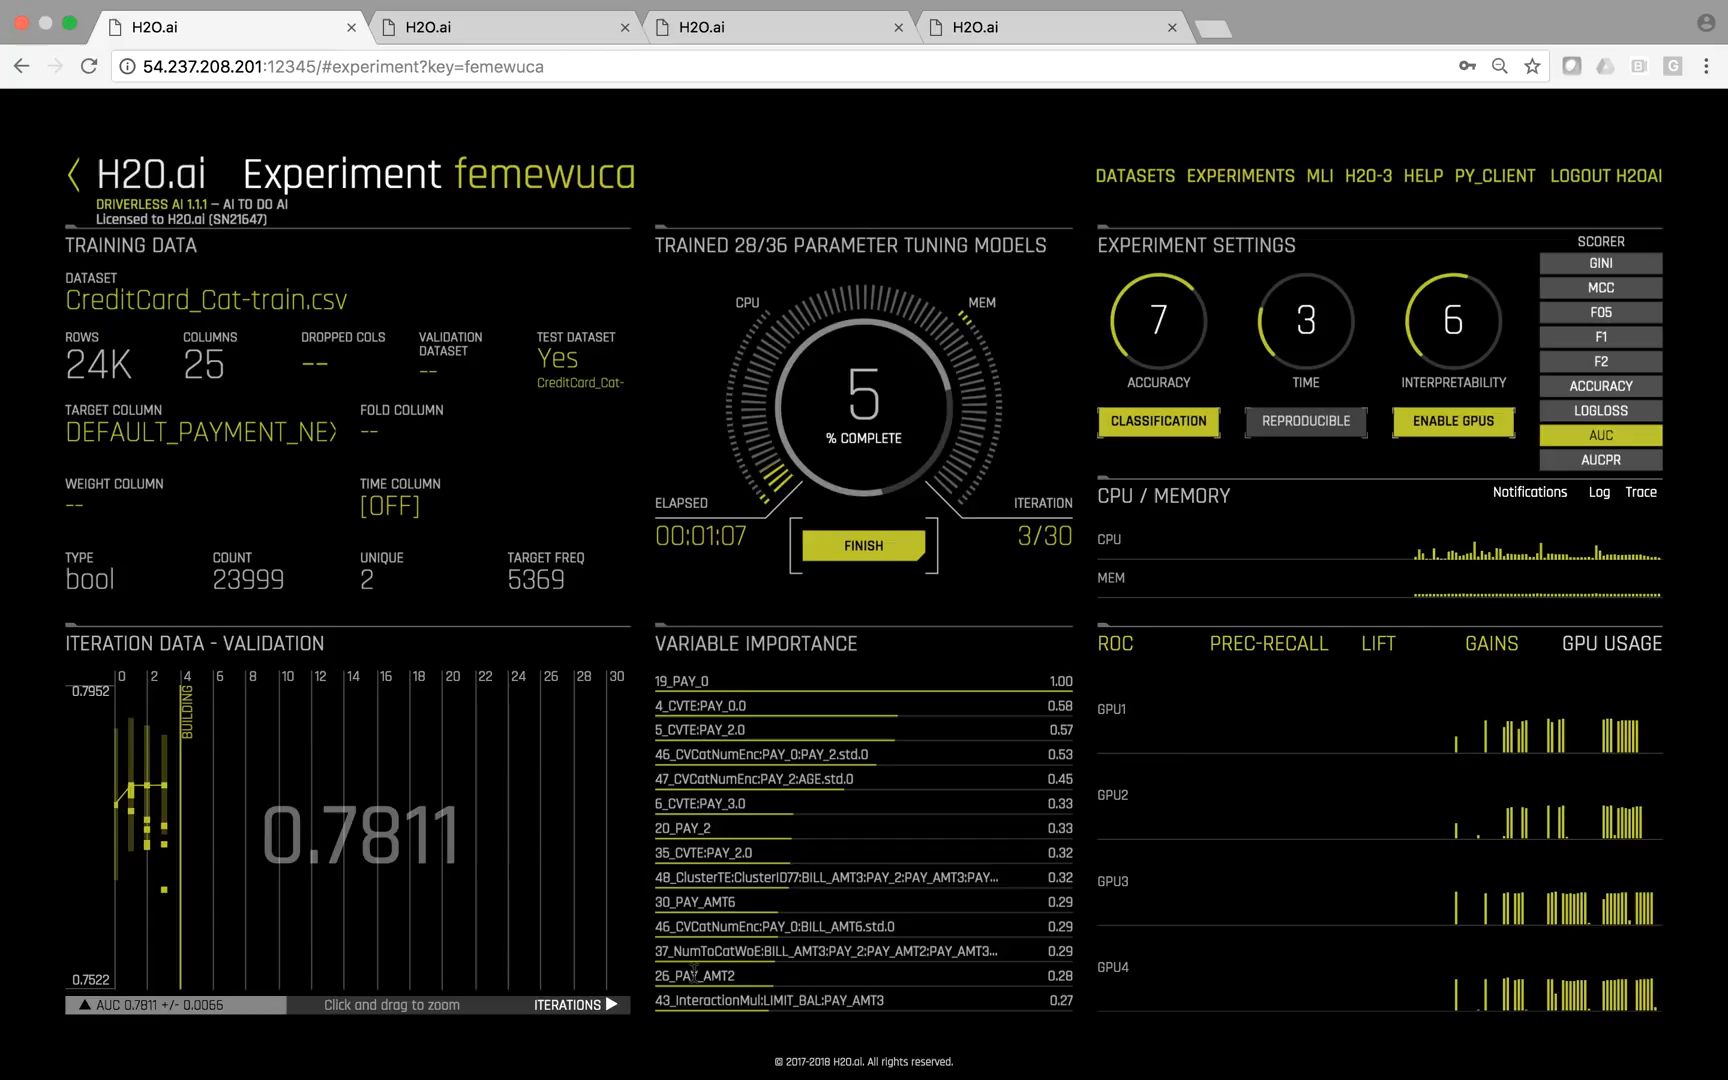 H2O.ai
H2O.ai
H2O.ai
H2O.ai
54.237.208.201:12345/#experiment?key=femewuca
H2O.ai Experiment femewuca
DRIVERLESS AI 1.1.1 – AI TO DO AI
Licensed to H2O.ai (SN21647)
DATASETS EXPERIMENTS MLI H2O-3 HELP PY_CLIENT LOGOUT H2OAI
TRAINING DATA
DATASET
CreditCard_Cat-train.csv
ROWS
24K
COLUMNS
25
DROPPED COLS
--
VALIDATION
DATASET
--
TEST DATASET
Yes
CreditCard_Cat-
TARGET COLUMN
DEFAULT_PAYMENT_NEX
FOLD COLUMN
--
WEIGHT COLUMN
--
TIME COLUMN
[OFF]
TYPE
bool
COUNT
23999
UNIQUE
2
TARGET FREQ
5369
TRAINED 28/36 PARAMETER TUNING MODELS
CPU
MEM
5
% COMPLETE
ELAPSED
00:01:07
ITERATION
3/30
FINISH
EXPERIMENT SETTINGS
7
ACCURACY
3
TIME
6
INTERPRETABILITY
CLASSIFICATION
REPRODUCIBLE
ENABLE GPUS
SCORER
GINI
MCC
F05
F1
F2
ACCURACY
LOGLOSS
AUC
AUCPR
CPU / MEMORY
Notifications Log Trace
CPU
MEM
ITERATION DATA - VALIDATION
0 2 4 6 8 10 12 14 16 18 20 22 24 26 28 30
0.7952
BUILDING
0.7811
0.7522
AUC 0.7811 +/- 0.0066
Click and drag to zoom
ITERATIONS
VARIABLE IMPORTANCE
19_PAY_0 1.00
4_CVTE:PAY_0.0 0.58
5_CVTE:PAY_2.0 0.57
46_CVCatNumEnc:PAY_0:PAY_2.std.0 0.53
47_CVCatNumEnc:PAY_2:AGE.std.0 0.45
6_CVTE:PAY_3.0 0.33
20_PAY_2 0.33
35_CVTE:PAY_2.0 0.32
48_ClusterTE:ClusterID77:BILL_AMT3:PAY_2:PAY_AMT3:PAY... 0.32
30_PAY_AMT6 0.29
46_CVCatNumEnc:PAY_0:BILL_AMT6.std.0 0.29
37_NumToCatWoE:BILL_AMT3:PAY_2:PAY_AMT2:PAY_AMT3... 0.29
26_PAY_AMT2 0.28
43_InteractionMul:LIMIT_BAL:PAY_AMT3 0.27
ROC PREC-RECALL LIFT GAINS GPU USAGE
GPU1
GPU2
GPU3
GPU4
© 2017-2018 H2O.ai. All rights reserved.